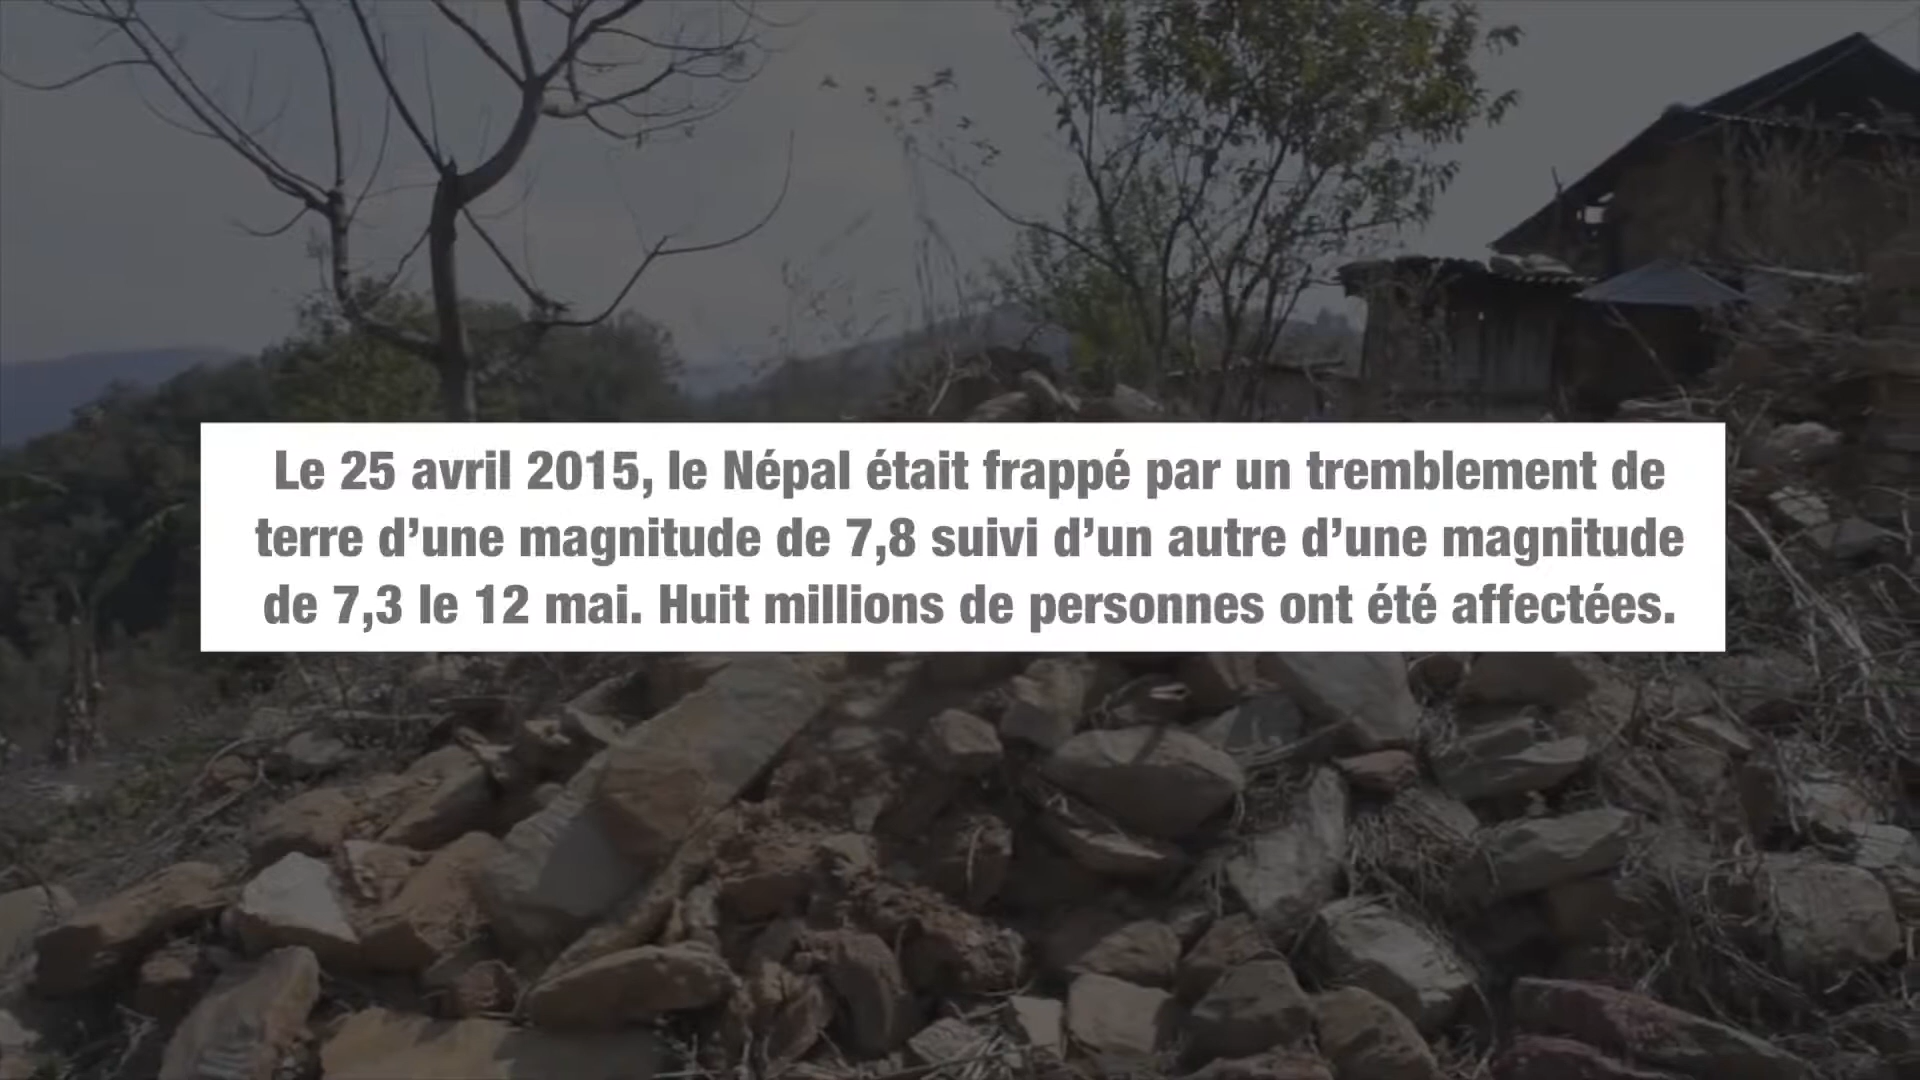 Le 25 avril 2015, le Népal était frappé par un tremblement de
terre d’une magnitude de 7,8 suivi d’un autre d’une magnitude
de 7,3 le 12 mai. Huit millions de personnes ont été affectées.